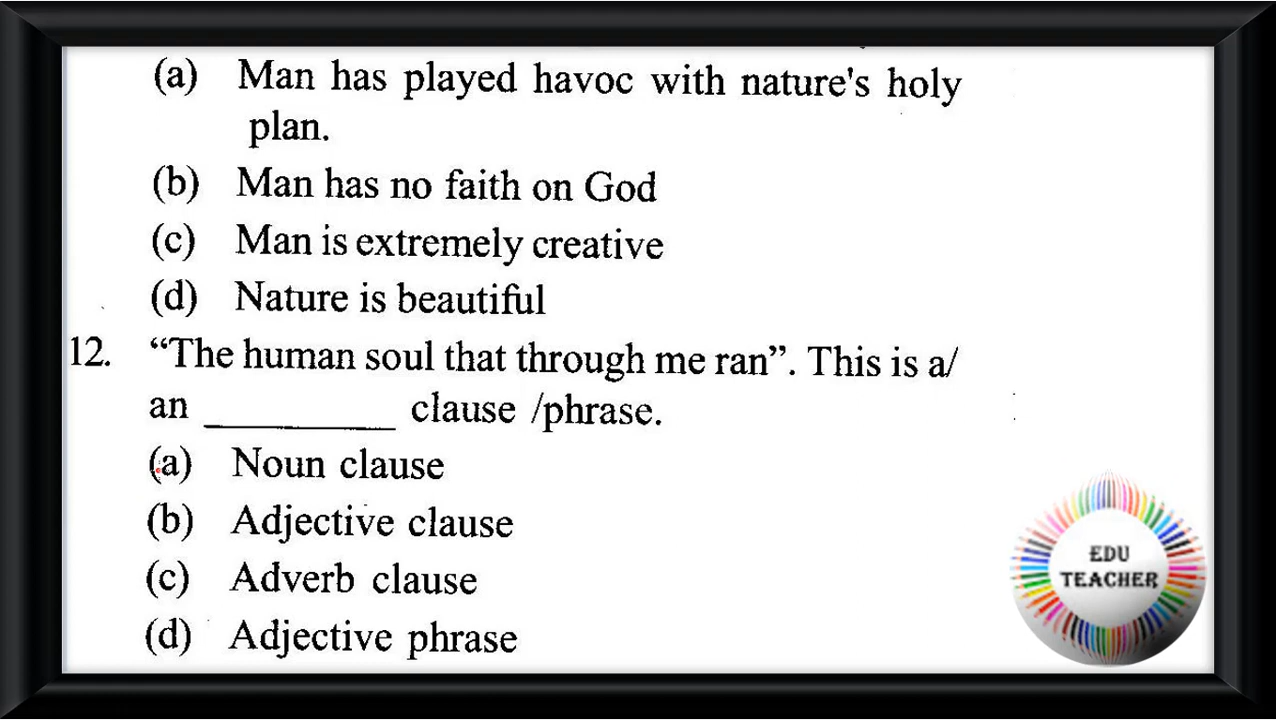 (a) Man has played havoc with nature's holy
plan.
(b) Man has no faith on God
(c) Man is extremely creative
(d) Nature is beautiful
12. “The human soul that through me ran”. This is a/
an __________ clause /phrase.
(a) Noun clause
(b) Adjective clause
(c) Adverb clause
(d) Adjective phrase
EDU
TEACHER